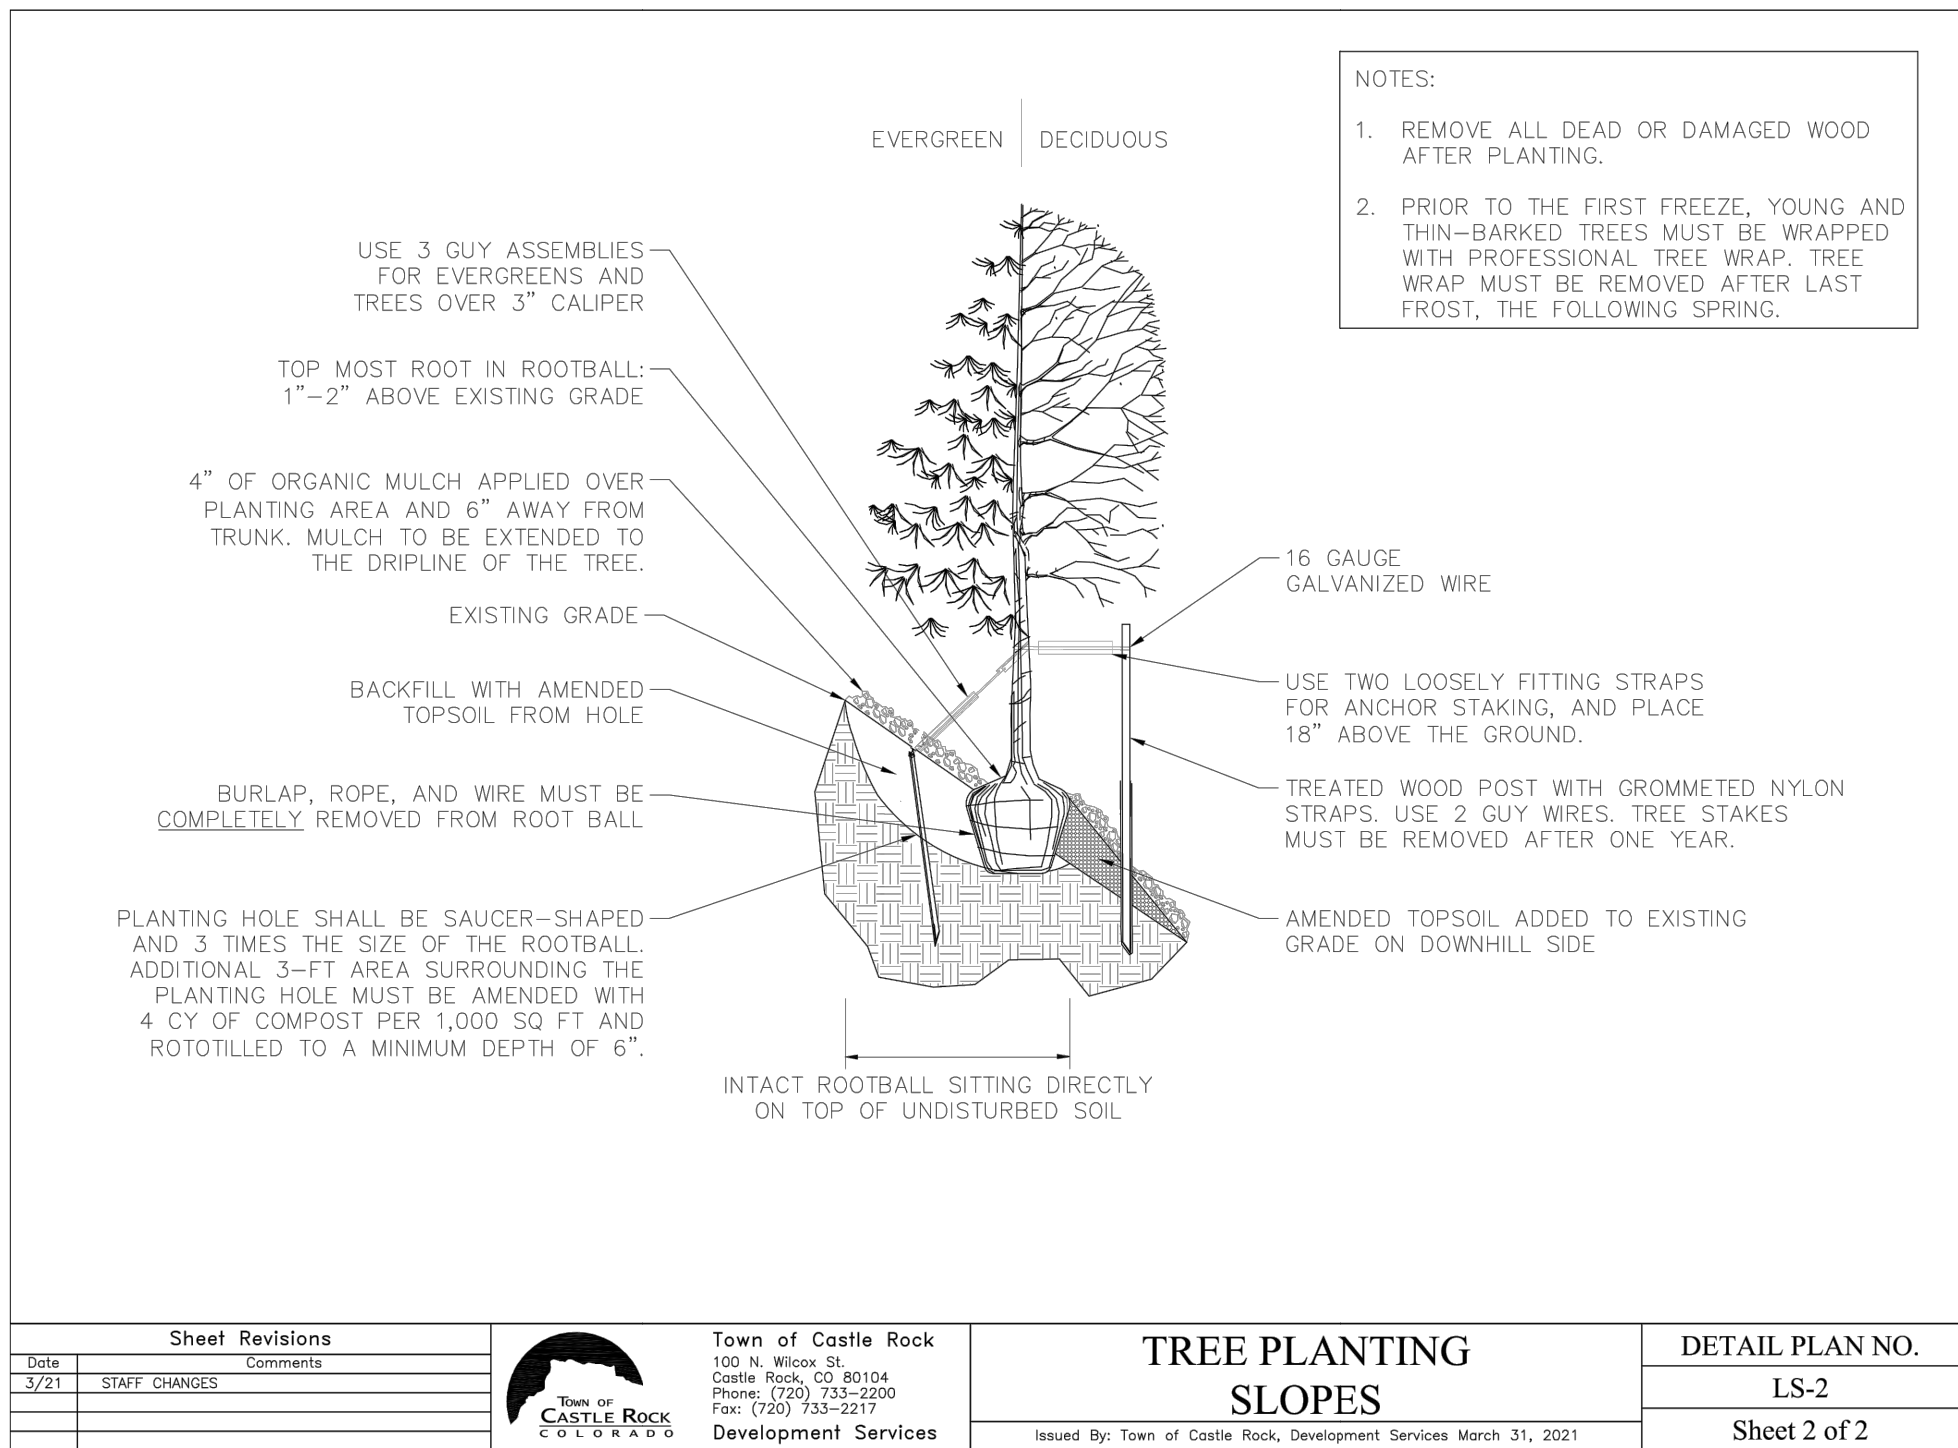 EVERGREEN
DECIDUOUS
NOTES:
1. REMOVE ALL DEAD OR DAMAGED WOOD
AFTER PLANTING.
2. PRIOR TO THE FIRST FREEZE, YOUNG AND
THIN–BARKED TREES MUST BE WRAPPED
WITH PROFESSIONAL TREE WRAP. TREE
WRAP MUST BE REMOVED AFTER LAST
FROST, THE FOLLOWING SPRING.
USE 3 GUY ASSEMBLIES
FOR EVERGREENS AND
TREES OVER 3” CALIPER
TOP MOST ROOT IN ROOTBALL:
1”–2” ABOVE EXISTING GRADE
4” OF ORGANIC MULCH APPLIED OVER
PLANTING AREA AND 6” AWAY FROM
TRUNK. MULCH TO BE EXTENDED TO
THE DRIPLINE OF THE TREE.
EXISTING GRADE
BACKFILL WITH AMENDED
TOPSOIL FROM HOLE
BURLAP, ROPE, AND WIRE MUST BE
COMPLETELY REMOVED FROM ROOT BALL
PLANTING HOLE SHALL BE SAUCER–SHAPED
AND 3 TIMES THE SIZE OF THE ROOTBALL.
ADDITIONAL 3–FT AREA SURROUNDING THE
PLANTING HOLE MUST BE AMENDED WITH
4 CY OF COMPOST PER 1,000 SQ FT AND
ROTOTILLED TO A MINIMUM DEPTH OF 6”.
16 GAUGE
GALVANIZED WIRE
USE TWO LOOSELY FITTING STRAPS
FOR ANCHOR STAKING, AND PLACE
18” ABOVE THE GROUND.
TREATED WOOD POST WITH GROMMETED NYLON
STRAPS. USE 2 GUY WIRES. TREE STAKES
MUST BE REMOVED AFTER ONE YEAR.
AMENDED TOPSOIL ADDED TO EXISTING
GRADE ON DOWNHILL SIDE
INTACT ROOTBALL SITTING DIRECTLY
ON TOP OF UNDISTURBED SOIL
Sheet Revisions
Date Comments
3/21 STAFF CHANGES
TOWN OF
CASTLE ROCK
COLORADO
Town of Castle Rock
100 N. Wilcox St.
Castle Rock, CO 80104
Phone: (720) 733–2200
Fax: (720) 733–2217
Development Services
TREE PLANTING
SLOPES
Issued By: Town of Castle Rock, Development Services March 31, 2021
DETAIL PLAN NO.
LS-2
Sheet 2 of 2